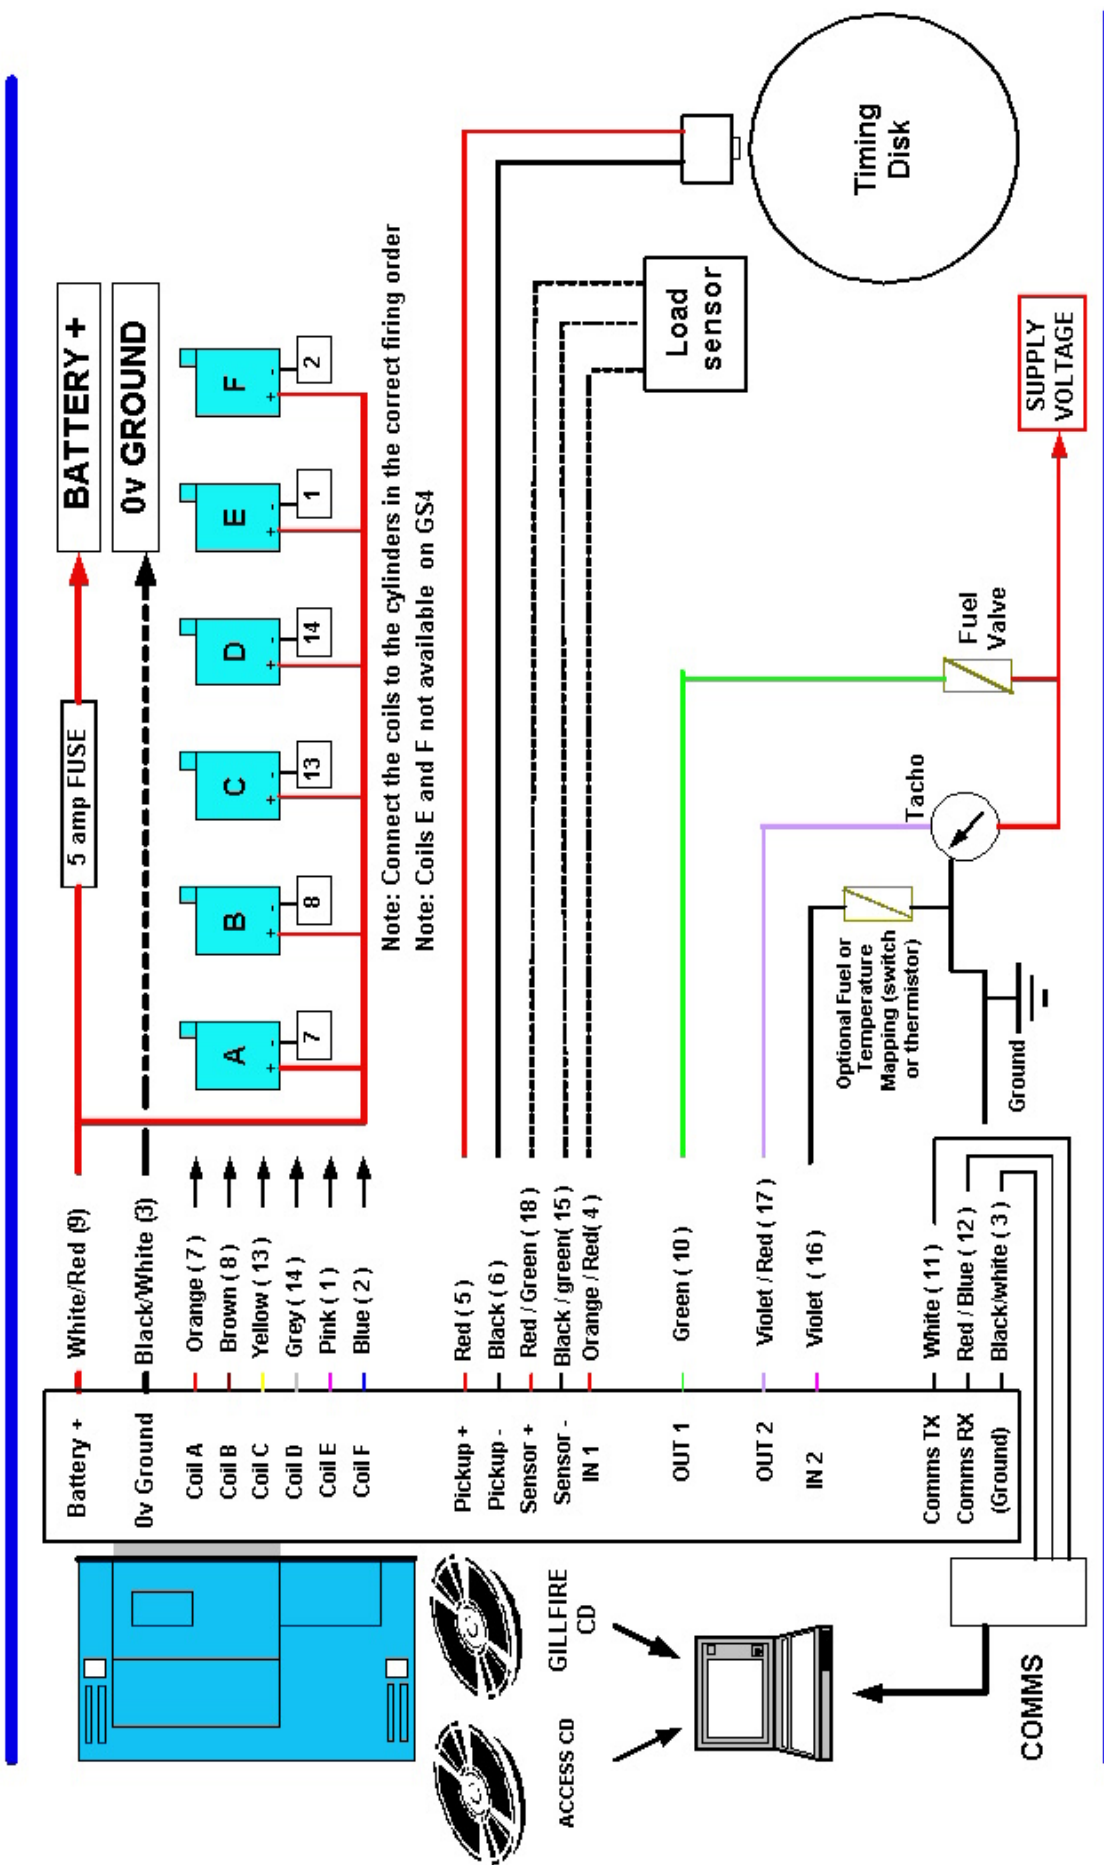 BATTERY +
0v GROUND
5 amp FUSE
White/Red (9)
Black/White (3)
Battery +
0v Ground
Coil A
Orange ( 7 )
Coil B
Brown ( 8 )
Coil C
Yellow ( 13 )
Coil D
Grey ( 14 )
Coil E
Pink ( 1 )
Coil F
Blue ( 2 )
A
+ -
7
B
+ -
8
C
+ -
13
D
+ -
14
E
+ -
1
F
+ -
2
Note: Connect the coils to the cylinders in the correct firing order
Note: Coils E and F not available on GS4
Pickup +
Red ( 5 )
Pickup -
Black ( 6 )
Sensor +
Red / Green ( 18 )
Sensor -
Black / green( 15 )
IN 1
Orange / Red( 4 )
Load
sensor
Timing
Disk
OUT 1
Green ( 10 )
OUT 2
Violet / Red ( 17 )
IN 2
Violet ( 16 )
Fuel
Valve
Tacho
Optional Fuel or
Temperature
Mapping (switch
or thermistor)
SUPPLY
VOLTAGE
Ground
Comms TX
White ( 11 )
Comms RX
Red / Blue ( 12 )
(Ground)
Black/white ( 3 )
ACCESS CD
GILLFIRE
CD
COMMS